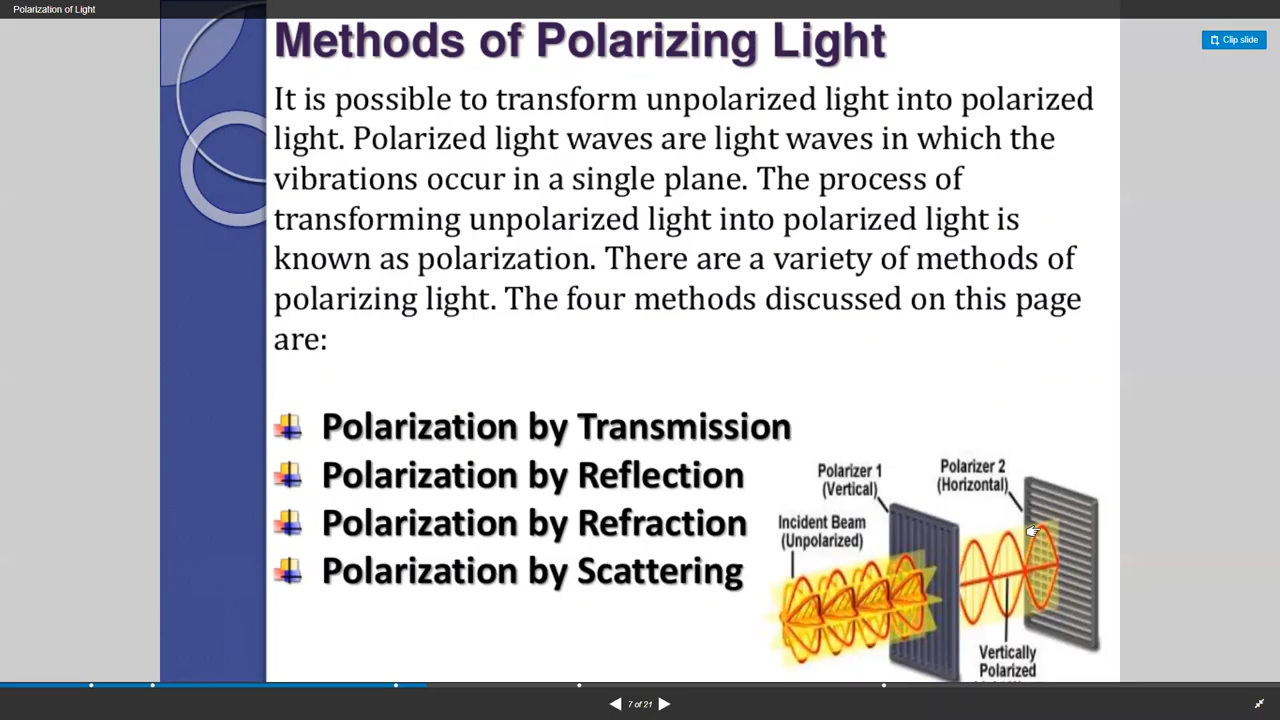 Polarization of Light
Clip slide
Methods of Polarizing Light
It is possible to transform unpolarized light into polarized
light. Polarized light waves are light waves in which the
vibrations occur in a single plane. The process of
transforming unpolarized light into polarized light is
known as polarization. There are a variety of methods of
polarizing light. The four methods discussed on this page
are:
Polarization by Transmission
Polarization by Reflection
Polarization by Refraction
Polarization by Scattering
Polarizer 1
(Vertical)
Polarizer 2
(Horizontal)
Incident Beam
(Unpolarized)
Vertically
Polarized
7 of 21